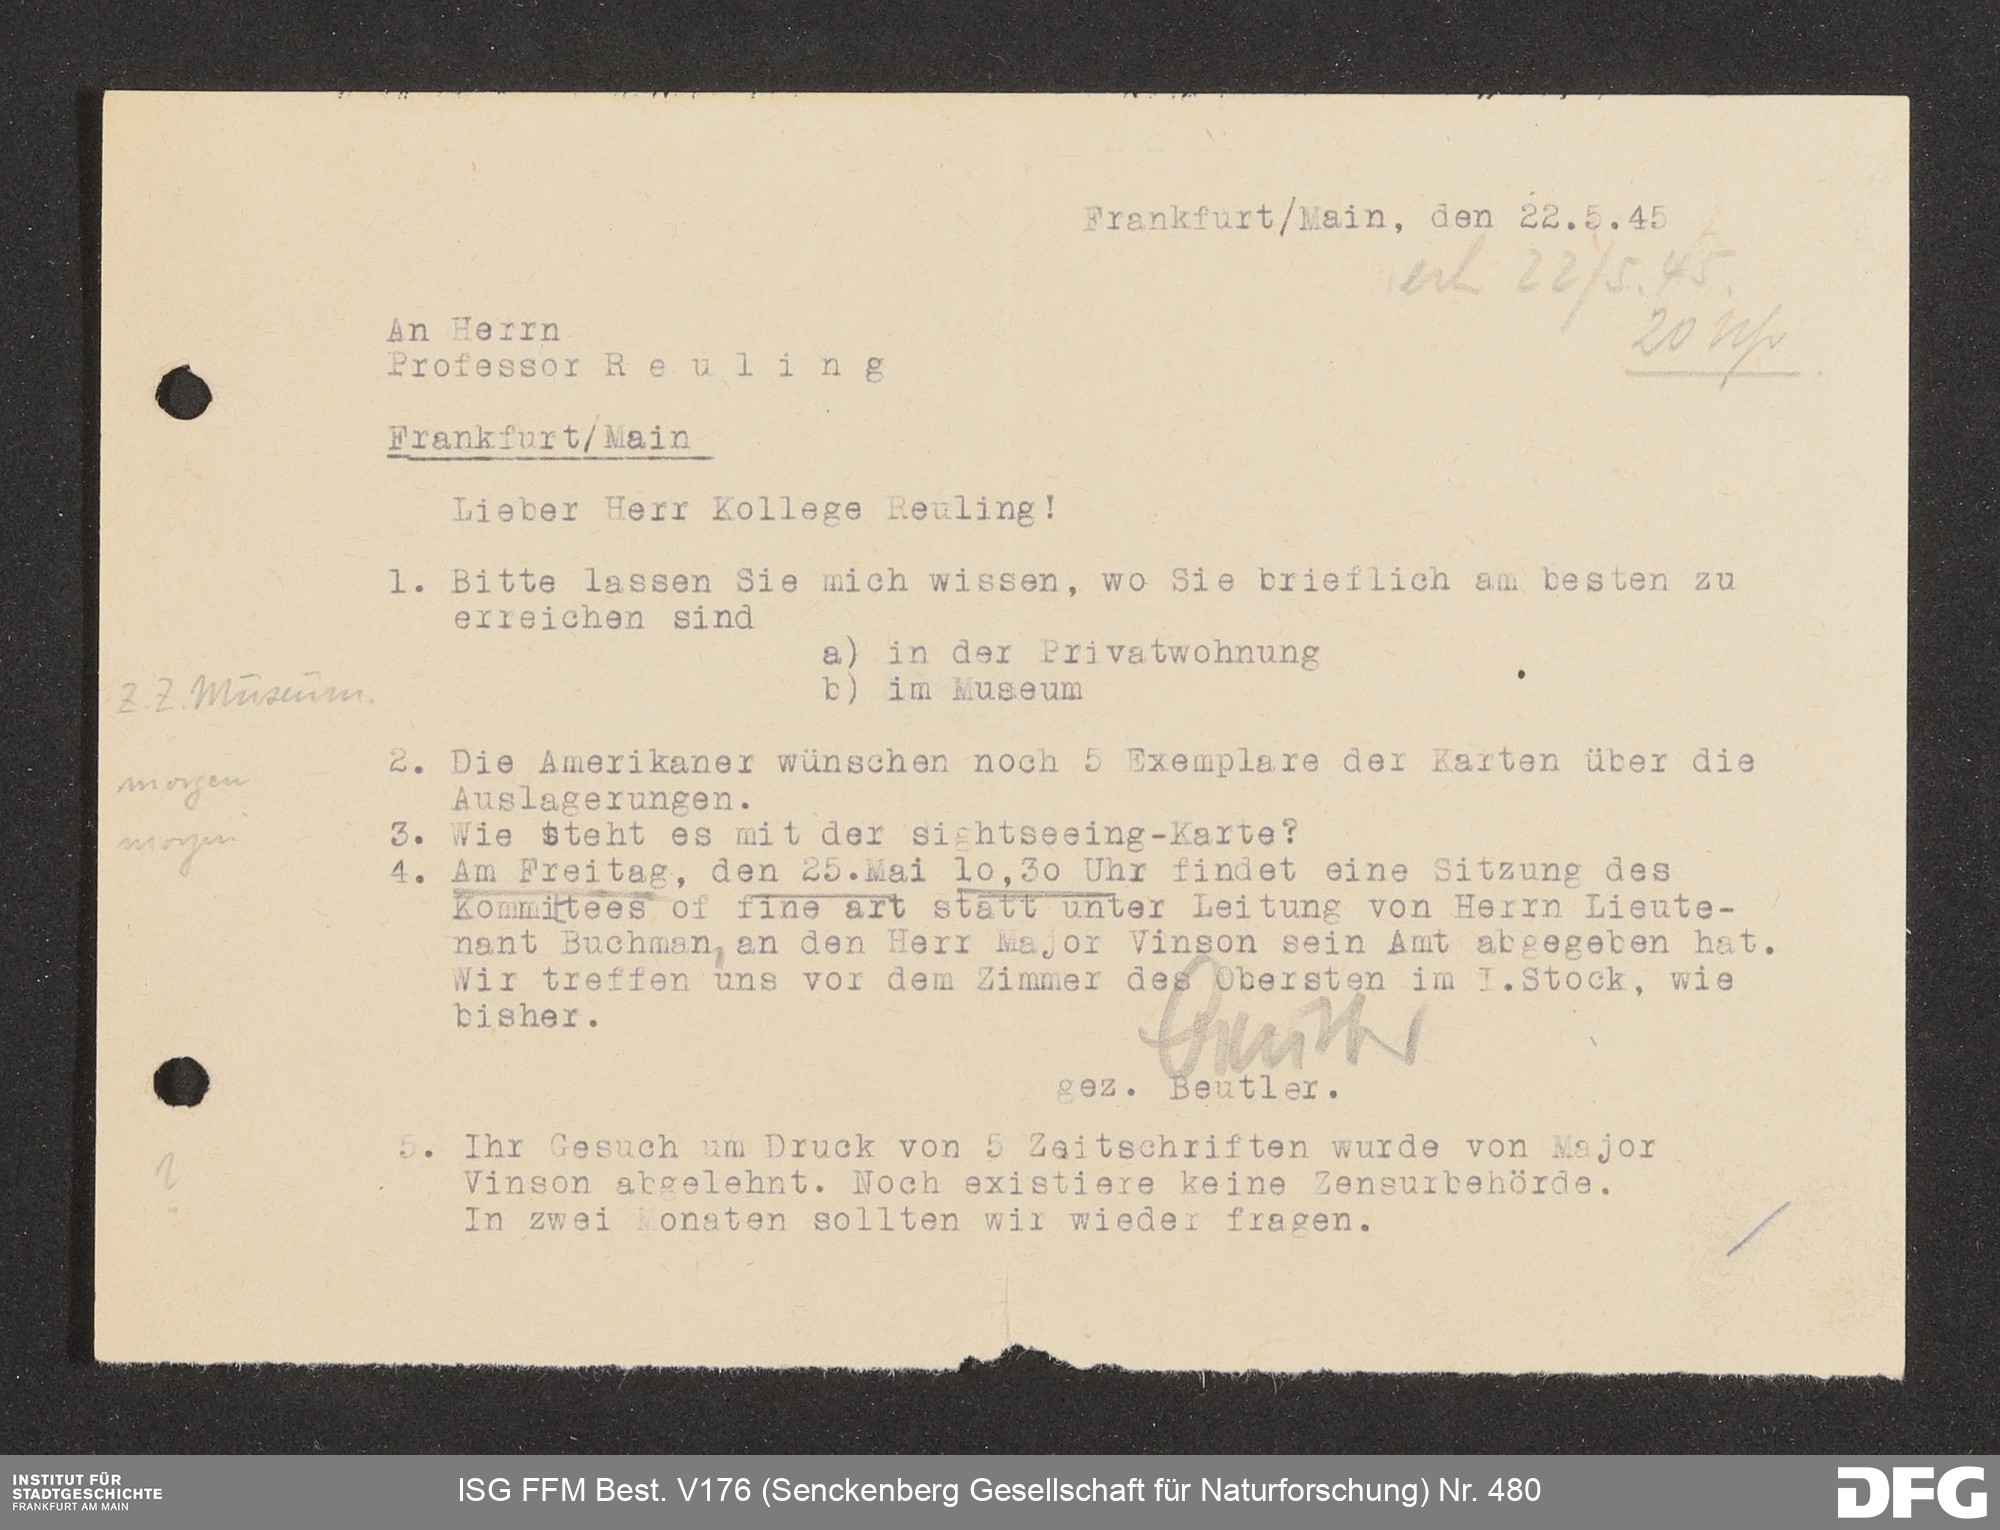 Frankfurt/Main, den 22.5.45
erh 22/5.45.
20 Uhr
An Herrn
Professor R e u l i n g
Frankfurt/Main
Lieber Herr Kollege Reuling!
1. Bitte lassen Sie mich wissen, wo Sie brieflich am besten zu
erreichen sind
a) in der Privatwohnung
z. Z. Museum.
b) im Museum
2. Die Amerikaner wünschen noch 5 Exemplare der Karten über die
morgen
Auslagerungen.
morgen
3. Wie steht es mit der sightseeing-Karte?
4. Am Freitag, den 25.Mai 1o,3o Uhr findet eine Sitzung des
Kommittees of fine art statt unter Leitung von Herrn Lieute-
nant Buchman, an den Herr Major Vinson sein Amt abgegeben hat.
Wir treffen uns vor dem Zimmer des Obersten im I.Stock, wie
bisher.
Beutler
gez. Beutler.
5. Ihr Gesuch um Druck von 5 Zeitschriften wurde von Major
?
Vinson abgelehnt. Noch existiere keine Zensurbehörde.
In zwei Monaten sollten wir wieder fragen.
INSTITUT FÜR
STADTGESCHICHTE
FRANKFURT AM MAIN
ISG FFM Best. V176 (Senckenberg Gesellschaft für Naturforschung) Nr. 480
DFG